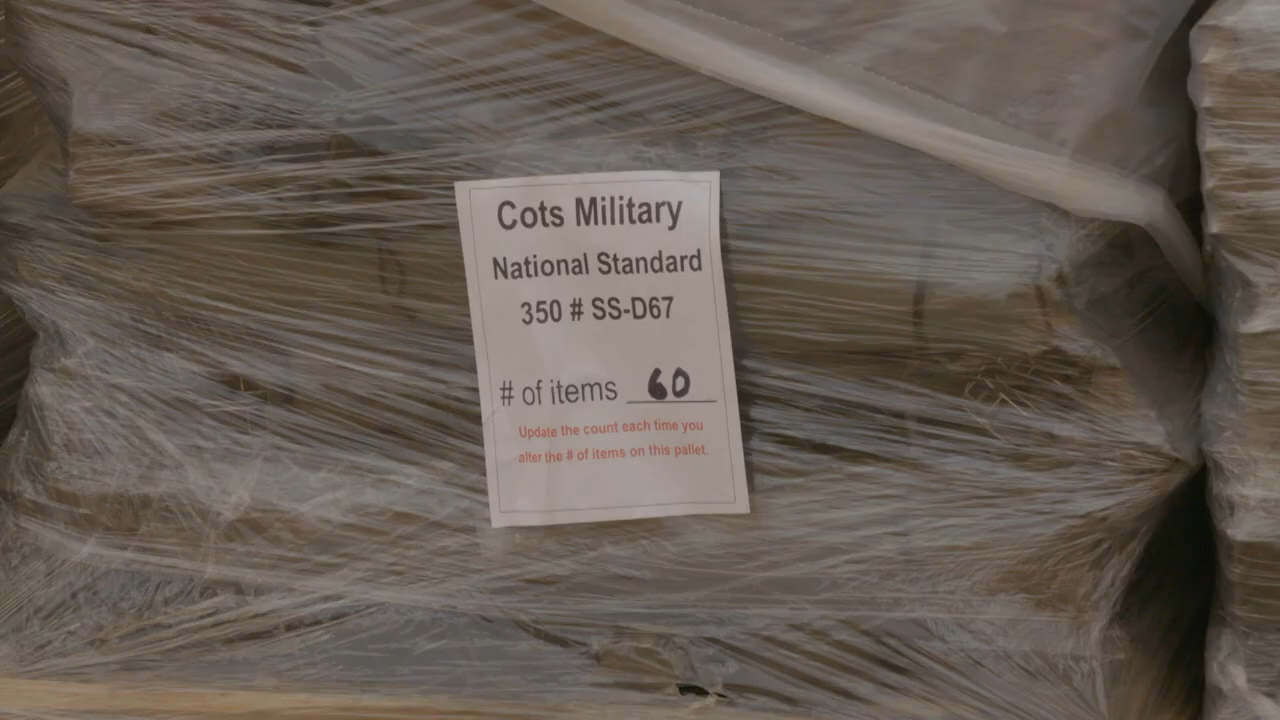 Cots Military
National Standard
350 # SS-D67
# of items 60
Update the count each time you
alter the # of items on this pallet.